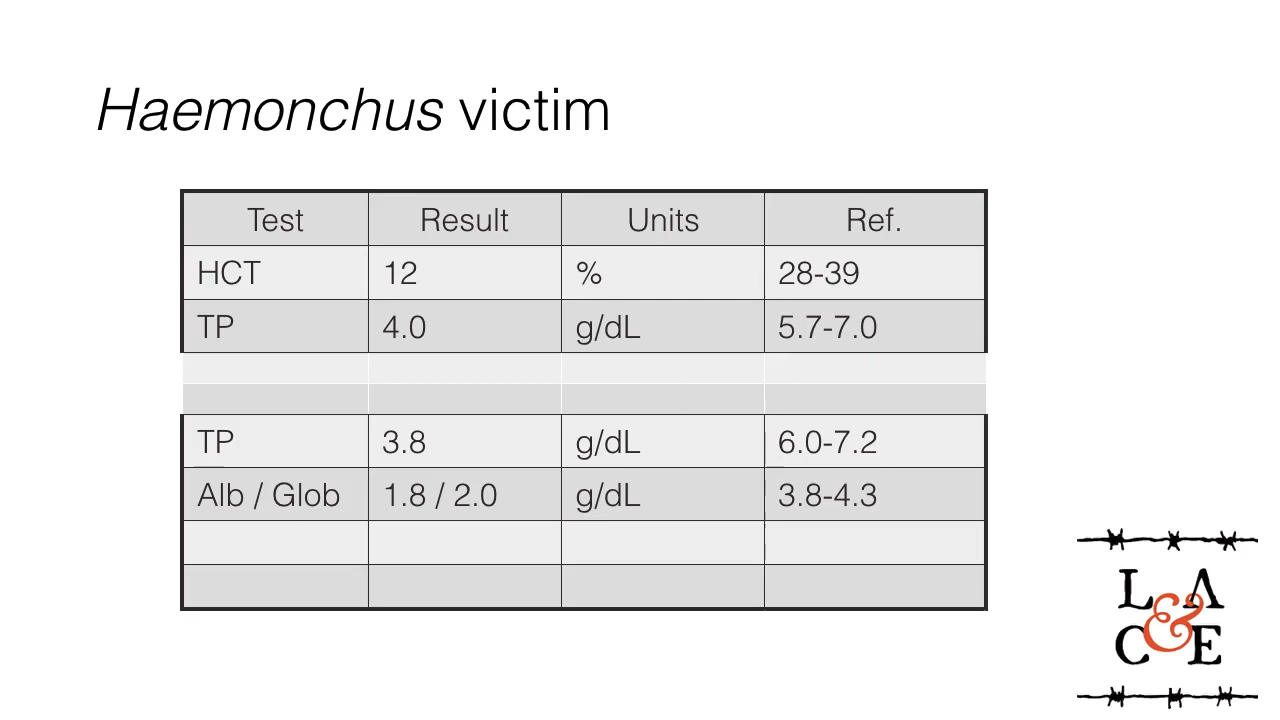 Haemonchus victim
Test Result Units Ref.
HCT 12 % 28-39
TP 4.0 g/dL 5.7-7.0
TP 3.8 g/dL 6.0-7.2
Alb / Glob 1.8 / 2.0 g/dL 3.8-4.3
L A
&
C E